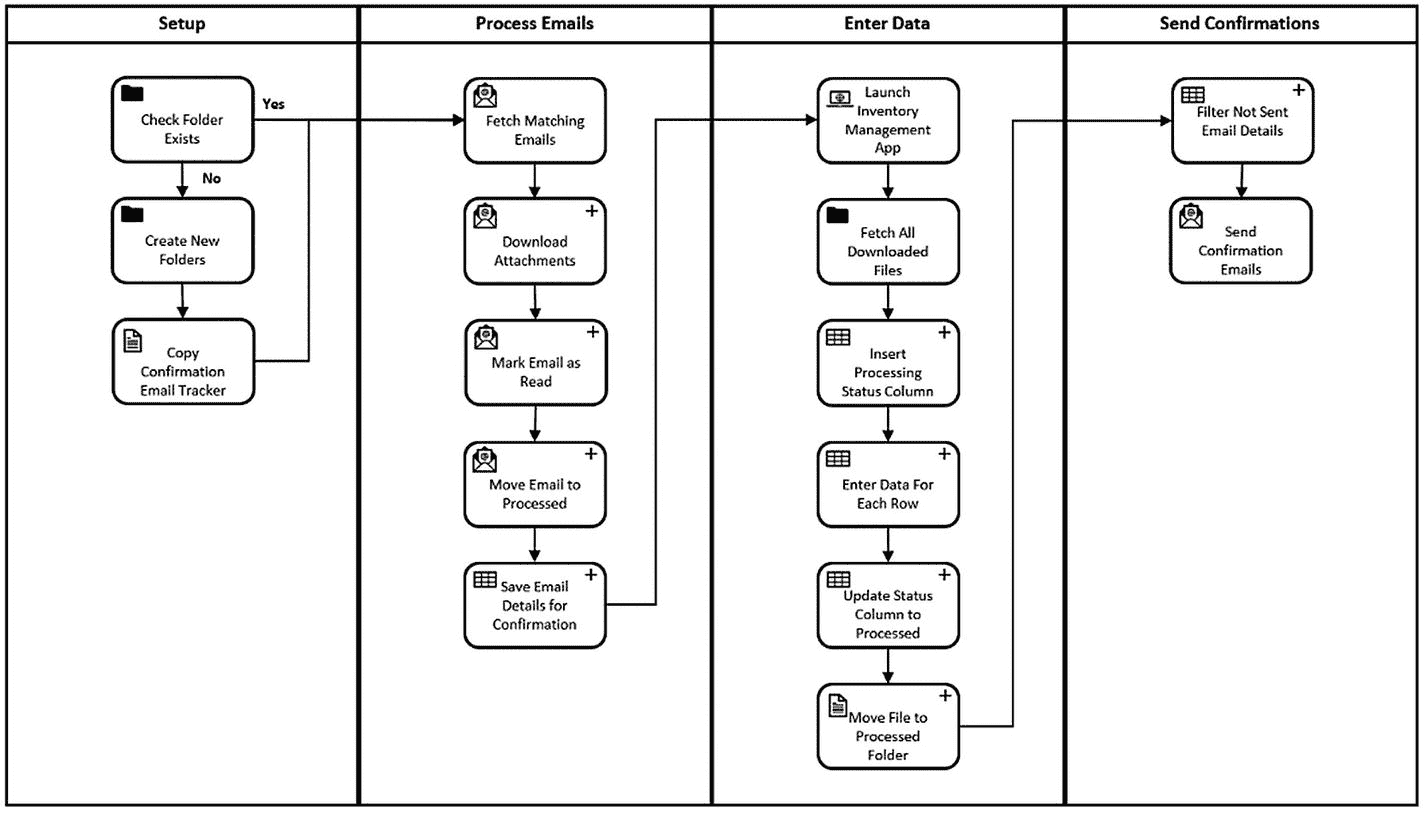 Setup
Process Emails
Enter Data
Send Confirmations
Check Folder
Exists
Yes
No
Create New
Folders
Copy
Confirmation
Email Tracker
Fetch Matching
Emails
Download
Attachments
Mark Email as
Read
Move Email to
Processed
Save Email
Details for
Confirmation
Launch
Inventory
Management
App
Fetch All
Downloaded
Files
Insert
Processing
Status Column
Enter Data For
Each Row
Update Status
Column to
Processed
Move File to
Processed
Folder
Filter Not Sent
Email Details
Send
Confirmation
Emails